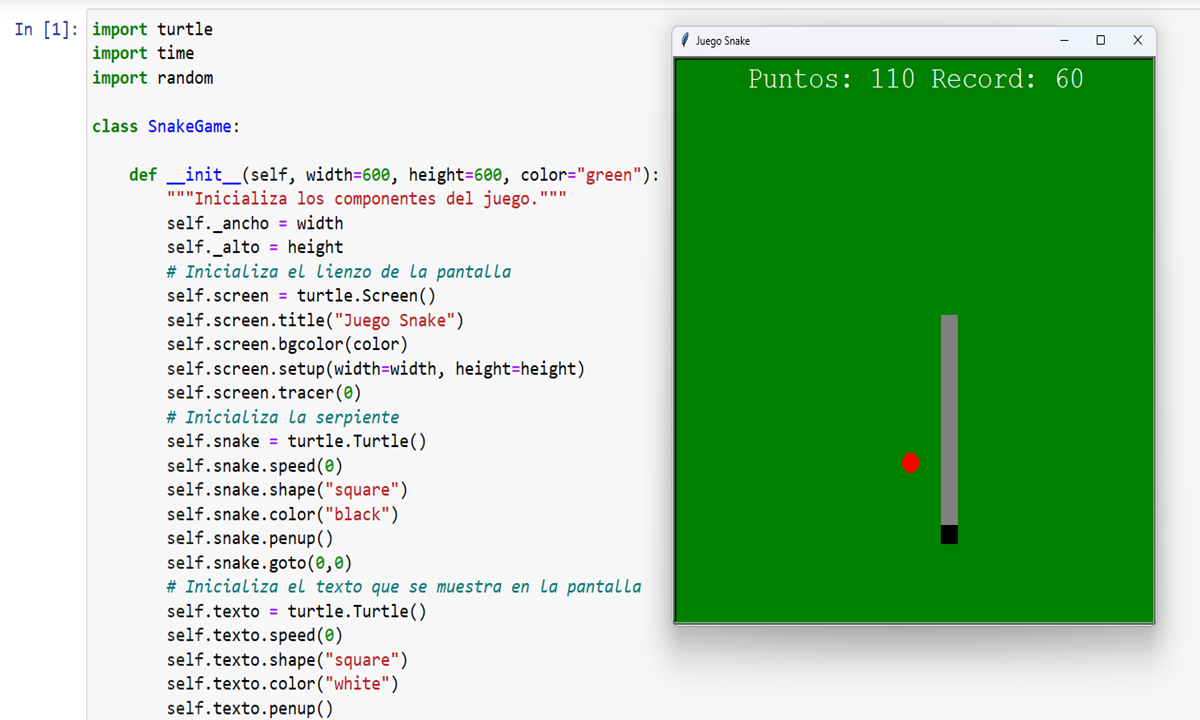 In [1]:
import turtle
import time
import random
class SnakeGame:
def __init__(self, width=600, height=600, color="green"):
"""Inicializa los componentes del juego."""
self._ancho = width
self._alto = height
# Inicializa el lienzo de la pantalla
self.screen = turtle.Screen()
self.screen.title("Juego Snake")
self.screen.bgcolor(color)
self.screen.setup(width=width, height=height)
self.screen.tracer(0)
# Inicializa la serpiente
self.snake = turtle.Turtle()
self.snake.speed(0)
self.snake.shape("square")
self.snake.color("black")
self.snake.penup()
self.snake.goto(0,0)
# Inicializa el texto que se muestra en la pantalla
self.texto = turtle.Turtle()
self.texto.speed(0)
self.texto.shape("square")
self.texto.color("white")
self.texto.penup()
Juego Snake
Puntos: 110 Record: 60